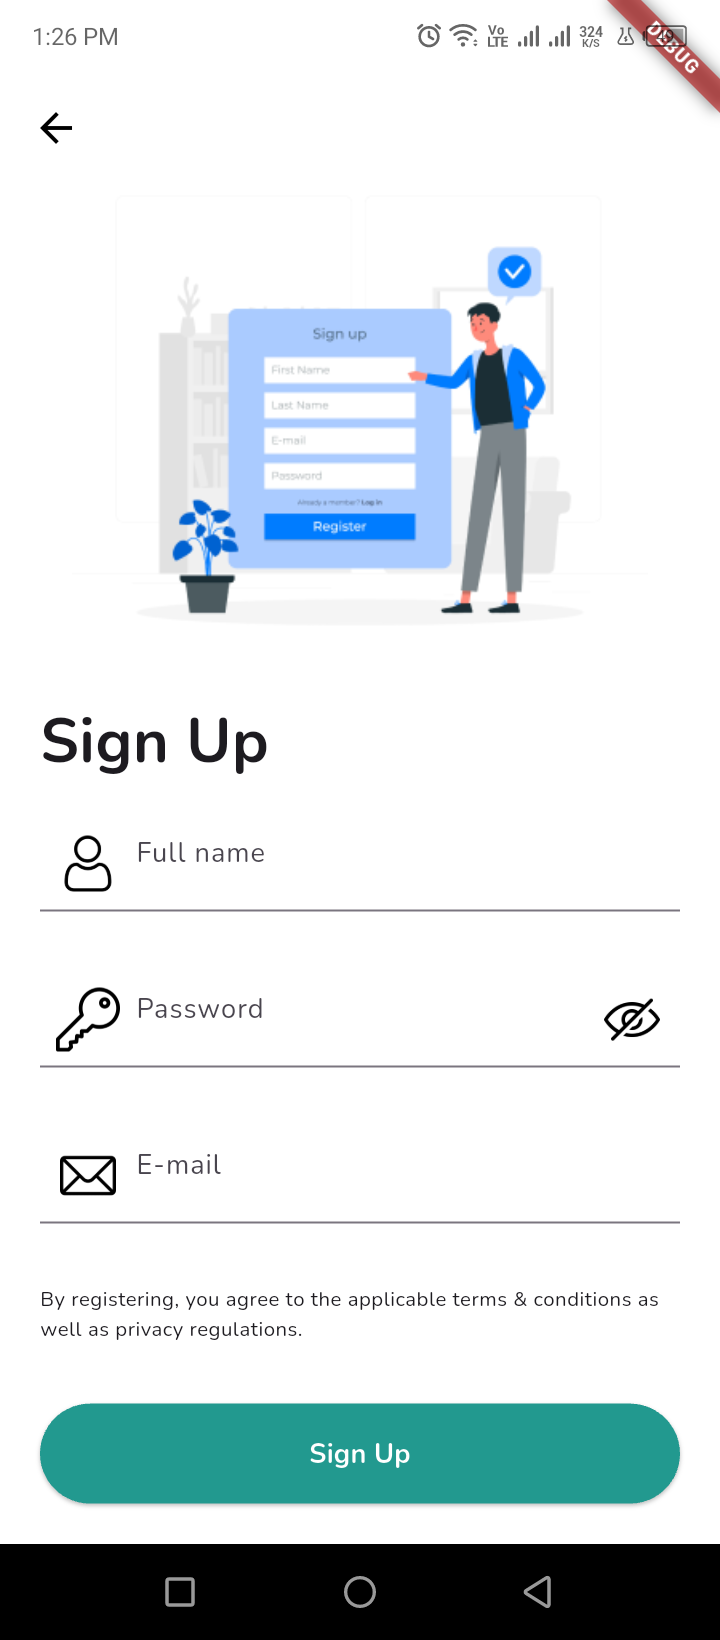 1:26 PM
Vo
LTE
324
K/S
DEBUG
Sign up
First Name
Last Name
E-mail
Password
Already a member? Log in
Register
Sign Up
Full name
Password
E-mail
By registering, you agree to the applicable terms & conditions as
well as privacy regulations.
Sign Up